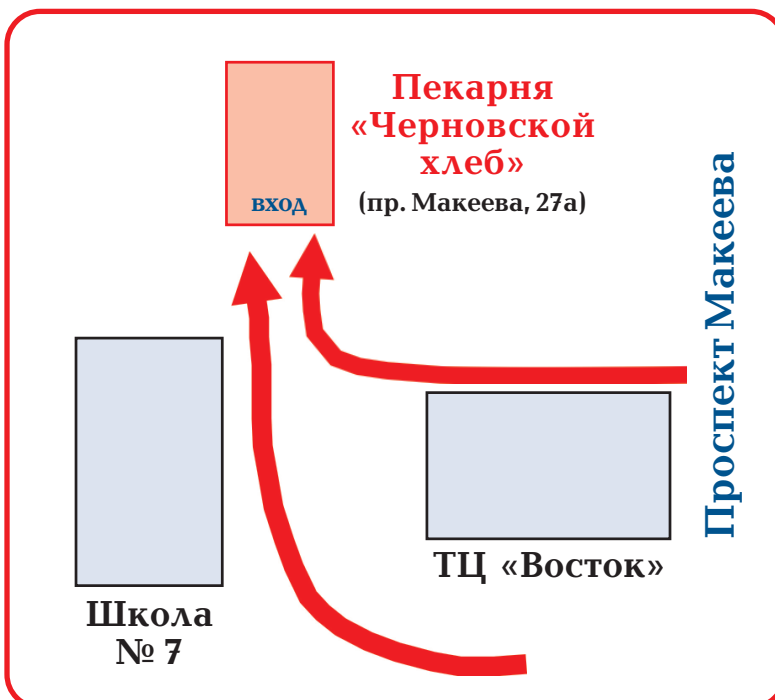 Пекарня
«Черновской
хлеб»
(пр. Макеева, 27а)
вход
Проспект Макеева
ТЦ «Восток»
Школа
№ 7